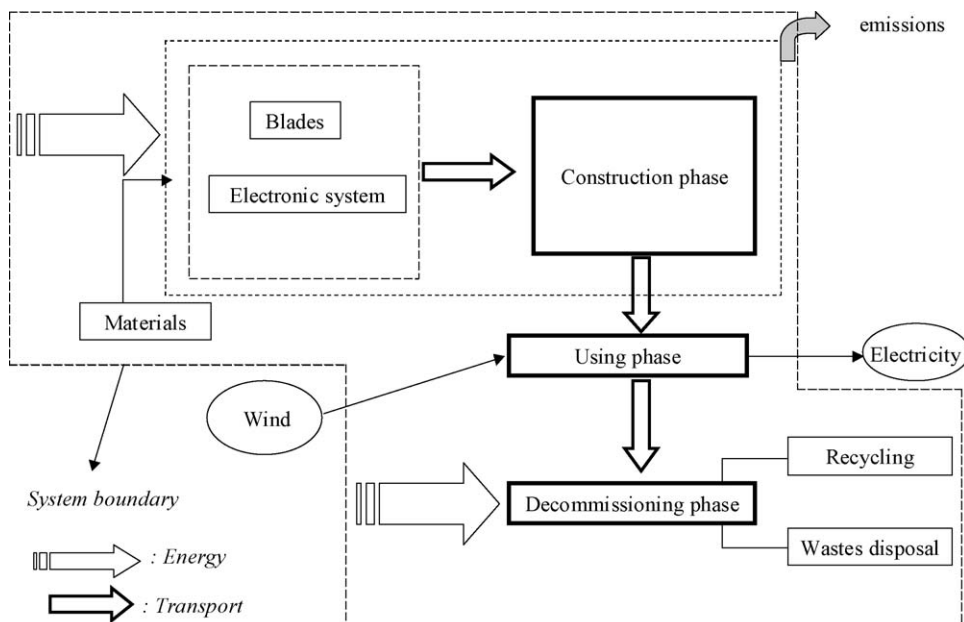 emissions
Blades
Electronic system
Construction phase
Materials
Using phase
Electricity
Wind
Recycling
System boundary
Decommissioning phase
Wastes disposal
: Energy
: Transport